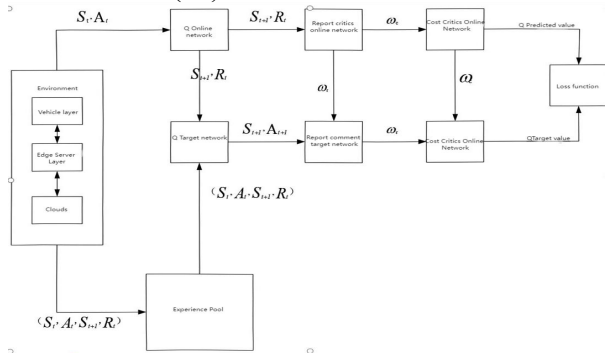 S_t·A_t
S_{t+1}·R_t
ω_t
Q Online
network
Report critics
online network
Cost Critics Online
Network
Q Predicted value
Environment
Vehicle layer
Edge Server
Layer
Clouds
S_{t+1}·R_t
ω_t
Loss function
Q Target network
S_{t+1}·A_{t+1}
Report comment
target network
ω_t
Cost Critics Online
Network
QTarget value
(S_t·A_t·S_{t+1}·R_t)
(S_t·A_t·S_{t+1}·R_t)
Experience Pool